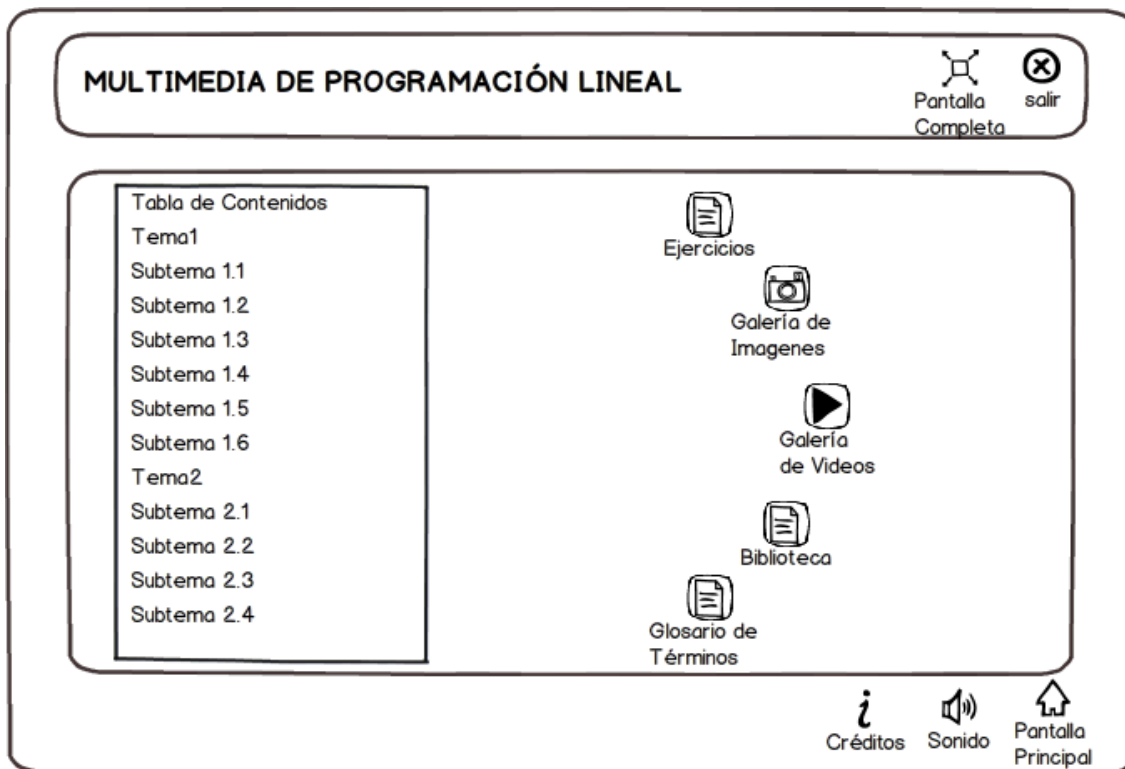 MULTIMEDIA DE PROGRAMACIÓN LINEAL
Pantalla
Completa
salir
Tabla de Contenidos
Tema1
Subtema 1.1
Subtema 1.2
Subtema 1.3
Subtema 1.4
Subtema 1.5
Subtema 1.6
Tema2
Subtema 2.1
Subtema 2.2
Subtema 2.3
Subtema 2.4
Ejercicios
Galería de
Imagenes
Galería
de Videos
Biblioteca
Glosario de
Términos
Créditos
Sonido
Pantalla
Principal